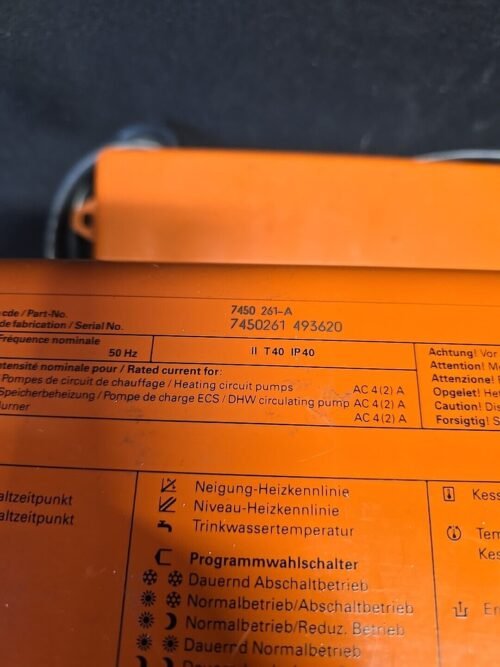 cde / Part-No. 7450 261-A
de fabrication / Serial No. 7450261 493620
Fréquence nominale
50 Hz II T40 IP40
Intensité nominale pour / Rated current for:
Pompes de circuit de chauffage / Heating circuit pumps AC 4(2) A
Speicherbeheizung / Pompe de charge ECS / DHW circulating pump AC 4(2) A
urner AC 4(2) A
Achtung! Vor
Attention!
Attenzione!
Opgelet! Het
Caution! Dis
Forsigtig! S
altzeitpunkt
altzeitpunkt
Neigung-Heizkennlinie
Niveau-Heizkennlinie
Trinkwassertemperatur
Programmwahlschalter
Dauernd Abschaltbetrieb
Normalbetrieb/Abschaltbetrieb
Normalbetrieb/Reduz. Betrieb
Dauernd Normalbetrieb
Kess
Tem
Kes